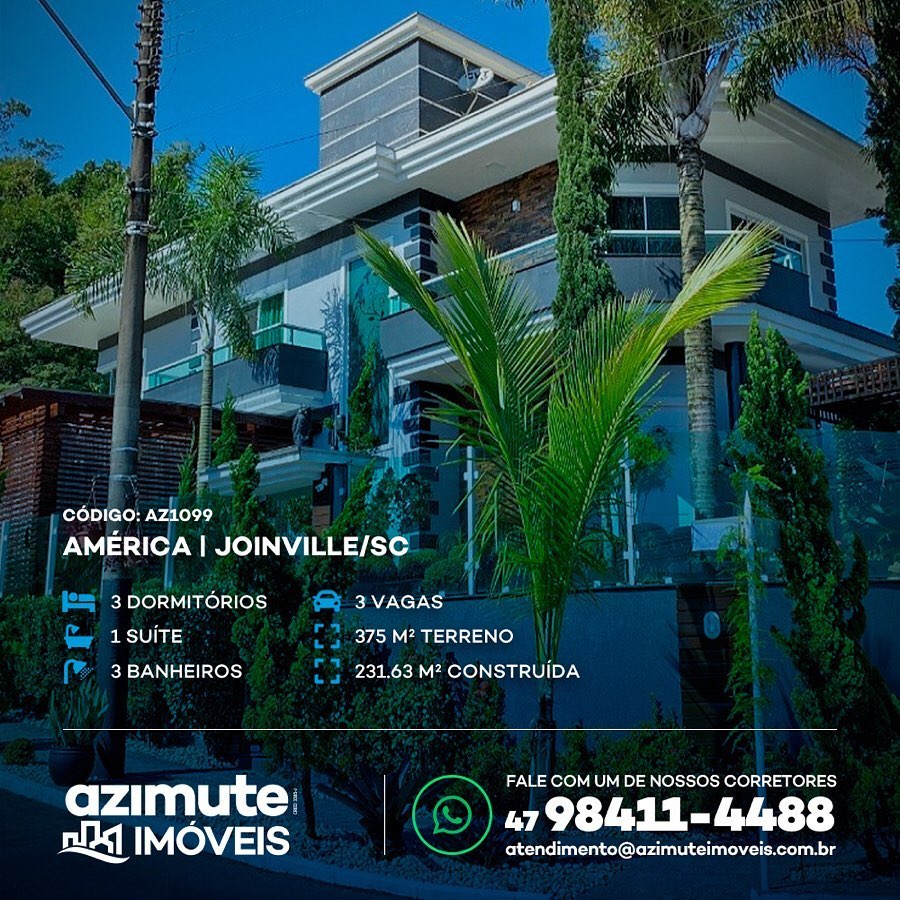 CÓDIGO: AZ1099
AMÉRICA | JOINVILLE/SC
3 DORMITÓRIOS
1 SUÍTE
3 BANHEIROS
3 VAGAS
375 M² TERRENO
231.63 M² CONSTRUÍDA
azimute
IMÓVEIS
FALE COM UM DE NOSSOS CORRETORES
47 98411-4488
atendimento@azimuteimoveis.com.br